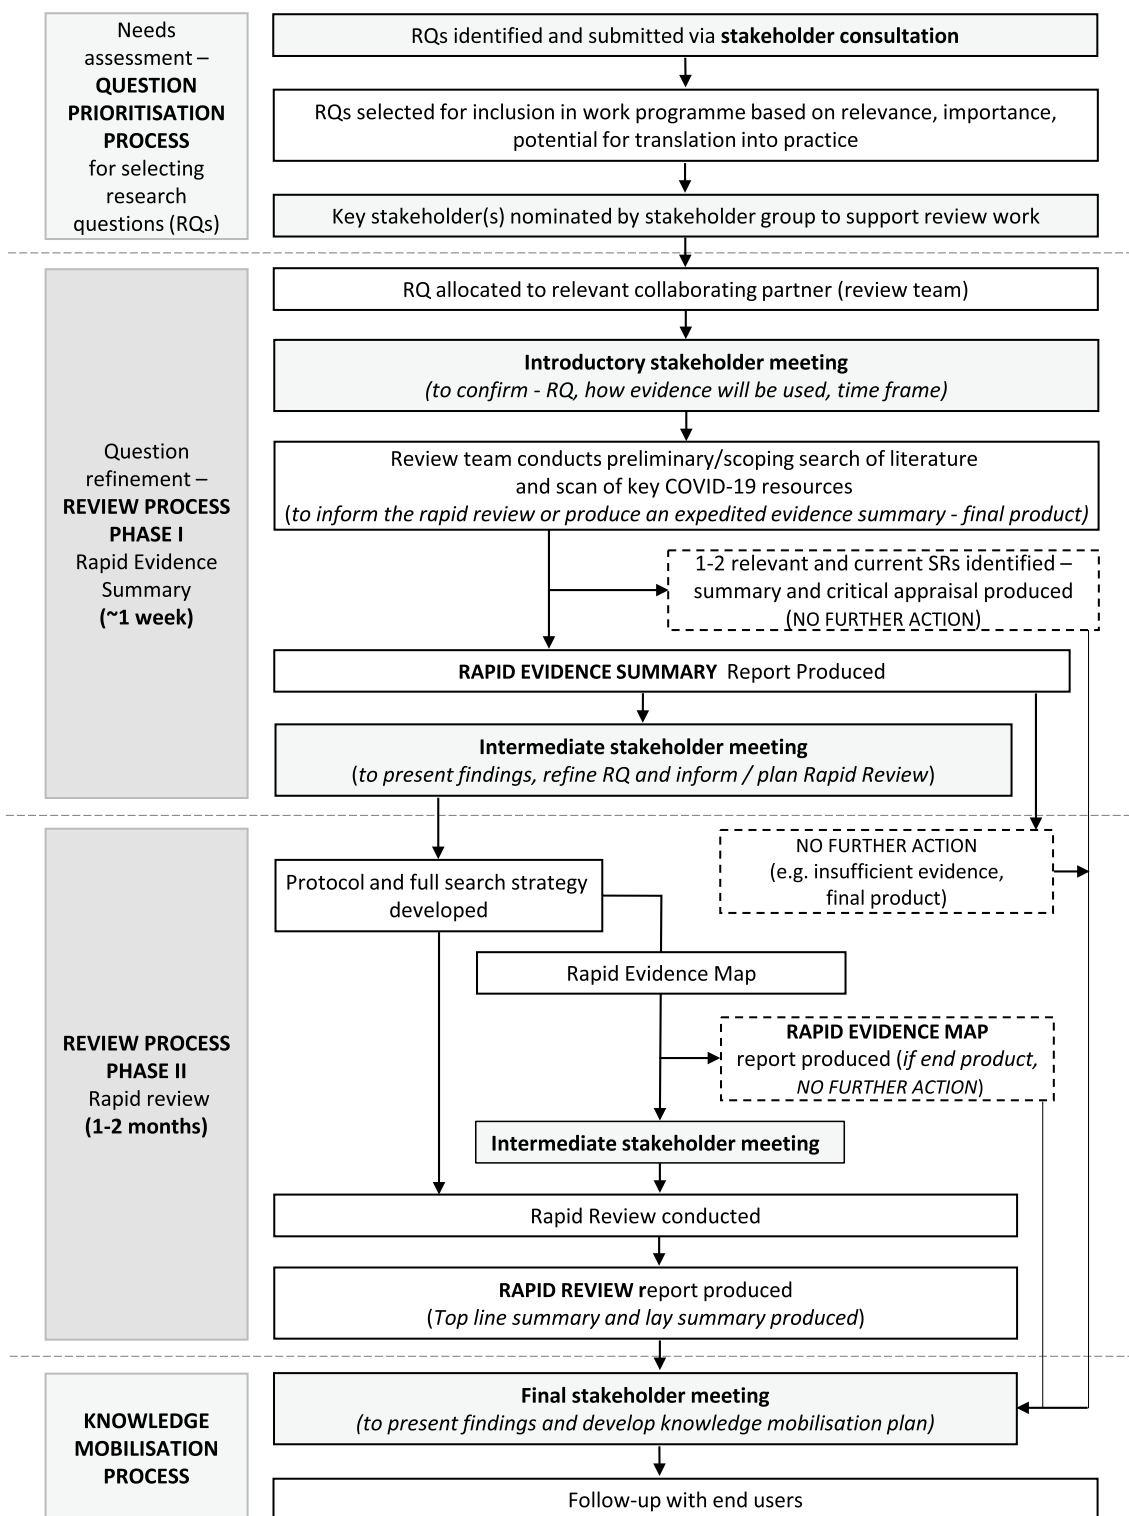 Needs
assessment –
QUESTION
PRIORITISATION
PROCESS
for selecting
research
questions (RQs)
RQs identified and submitted via stakeholder consultation
RQs selected for inclusion in work programme based on relevance, importance,
potential for translation into practice
Key stakeholder(s) nominated by stakeholder group to support review work
Question
refinement –
REVIEW PROCESS
PHASE I
Rapid Evidence
Summary
(~1 week)
RQ allocated to relevant collaborating partner (review team)
Introductory stakeholder meeting
(to confirm - RQ, how evidence will be used, time frame)
Review team conducts preliminary/scoping search of literature
and scan of key COVID-19 resources
(to inform the rapid review or produce an expedited evidence summary - final product)
1-2 relevant and current SRs identified –
summary and critical appraisal produced
(NO FURTHER ACTION)
RAPID EVIDENCE SUMMARY Report Produced
Intermediate stakeholder meeting
(to present findings, refine RQ and inform / plan Rapid Review)
REVIEW PROCESS
PHASE II
Rapid review
(1-2 months)
NO FURTHER ACTION
(e.g. insufficient evidence,
final product)
Protocol and full search strategy
developed
Rapid Evidence Map
RAPID EVIDENCE MAP
report produced (if end product,
NO FURTHER ACTION)
Intermediate stakeholder meeting
Rapid Review conducted
RAPID REVIEW report produced
(Top line summary and lay summary produced)
KNOWLEDGE
MOBILISATION
PROCESS
Final stakeholder meeting
(to present findings and develop knowledge mobilisation plan)
Follow-up with end users